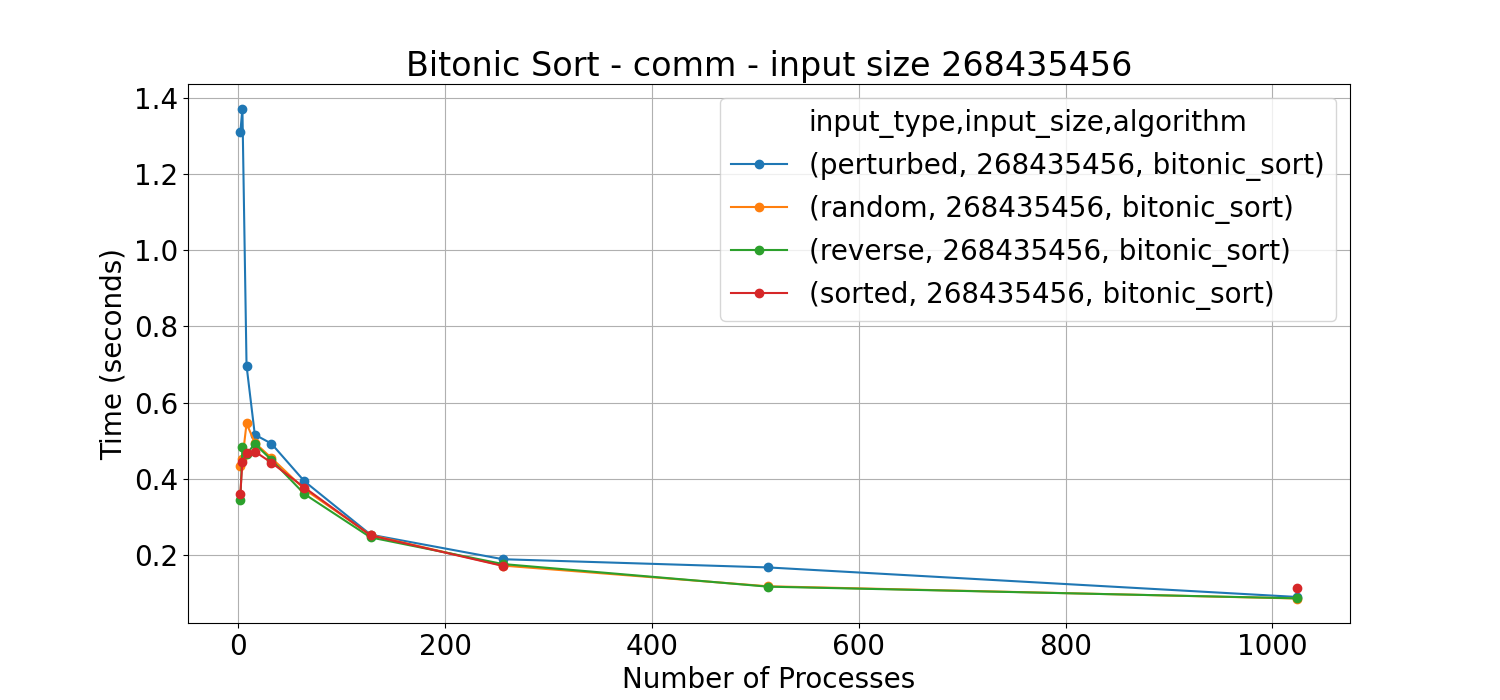 Bitonic Sort - comm - input size 268435456
Time (seconds)
1.4
1.2
1.0
0.8
0.6
0.4
0.2
input_type,input_size,algorithm
(perturbed, 268435456, bitonic_sort)
(random, 268435456, bitonic_sort)
(reverse, 268435456, bitonic_sort)
(sorted, 268435456, bitonic_sort)
0 200 400 600 800 1000
Number of Processes